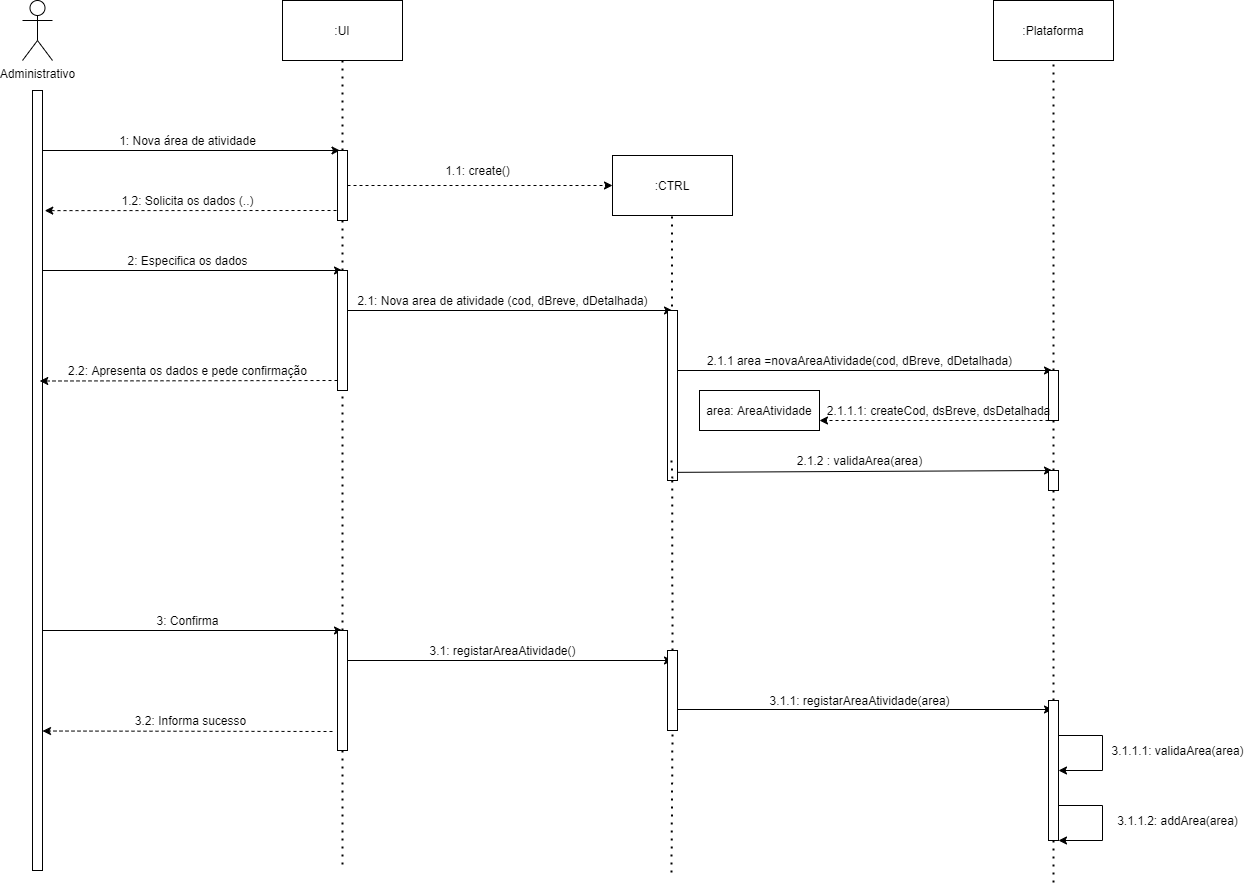 :UI
:Plataforma
Administrativo
1: Nova área de atividade
1.1: create()
:CTRL
1.2: Solicita os dados (..)
2: Especifica os dados
2.1: Nova area de atividade (cod, dBreve, dDetalhada)
2.1.1 area =novaAreaAtividade(cod, dBreve, dDetalhada)
2.2: Apresenta os dados e pede confirmação
area: AreaAtividade
2.1.1.1: createCod, dsBreve, dsDetalhada
2.1.2 : validaArea(area)
3: Confirma
3.1: registarAreaAtividade()
3.1.1: registarAreaAtividade(area)
3.2: Informa sucesso
3.1.1.1: validaArea(area)
3.1.1.2: addArea(area)